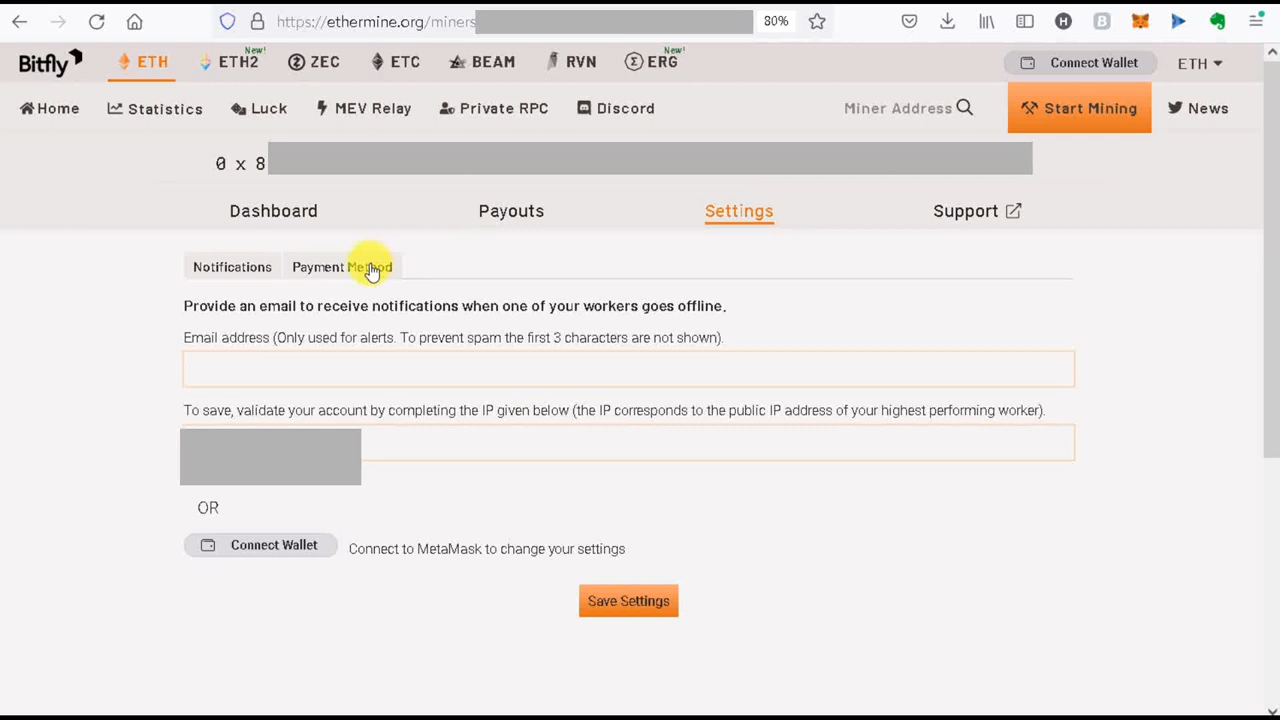 https://ethermine.org/miners 80%
Bitfly ETH ETH2 New! ZEC ETC BEAM RVN ERG New! Connect Wallet ETH
Home Statistics Luck MEV Relay Private RPC Discord Miner Address Start Mining News
0 x 8
Dashboard Payouts Settings Support
Notifications Payment Method
Provide an email to receive notifications when one of your workers goes offline.
Email address (Only used for alerts. To prevent spam the first 3 characters are not shown).
To save, validate your account by completing the IP given below (the IP corresponds to the public IP address of your highest performing worker).
OR
Connect Wallet Connect to MetaMask to change your settings
Save Settings